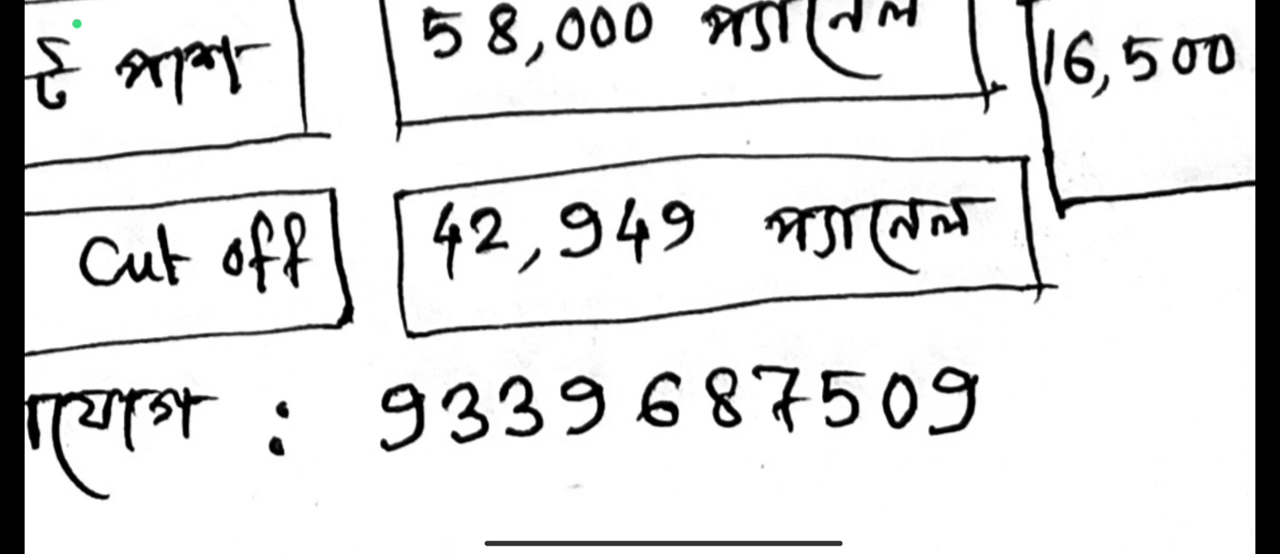 টেট পাশ
58,000 প্যানেল
16,500
Cut off
42,949 প্যানেল
াযোগ : 9339687509